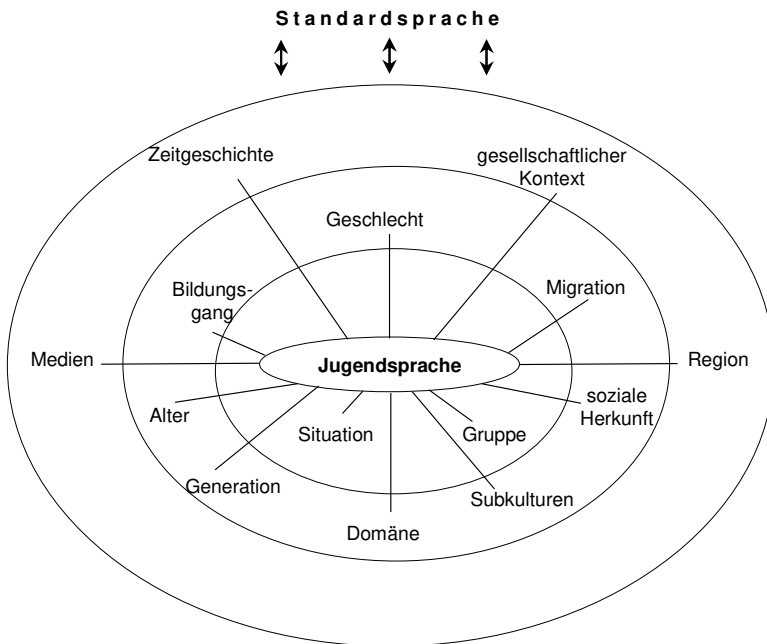 Standardsprache
Zeitgeschichte
gesellschaftlicher
Kontext
Geschlecht
Bildungs-
gang
Migration
Medien
Jugendsprache
Region
Alter
Situation
Gruppe
soziale
Herkunft
Generation
Subkulturen
Domäne